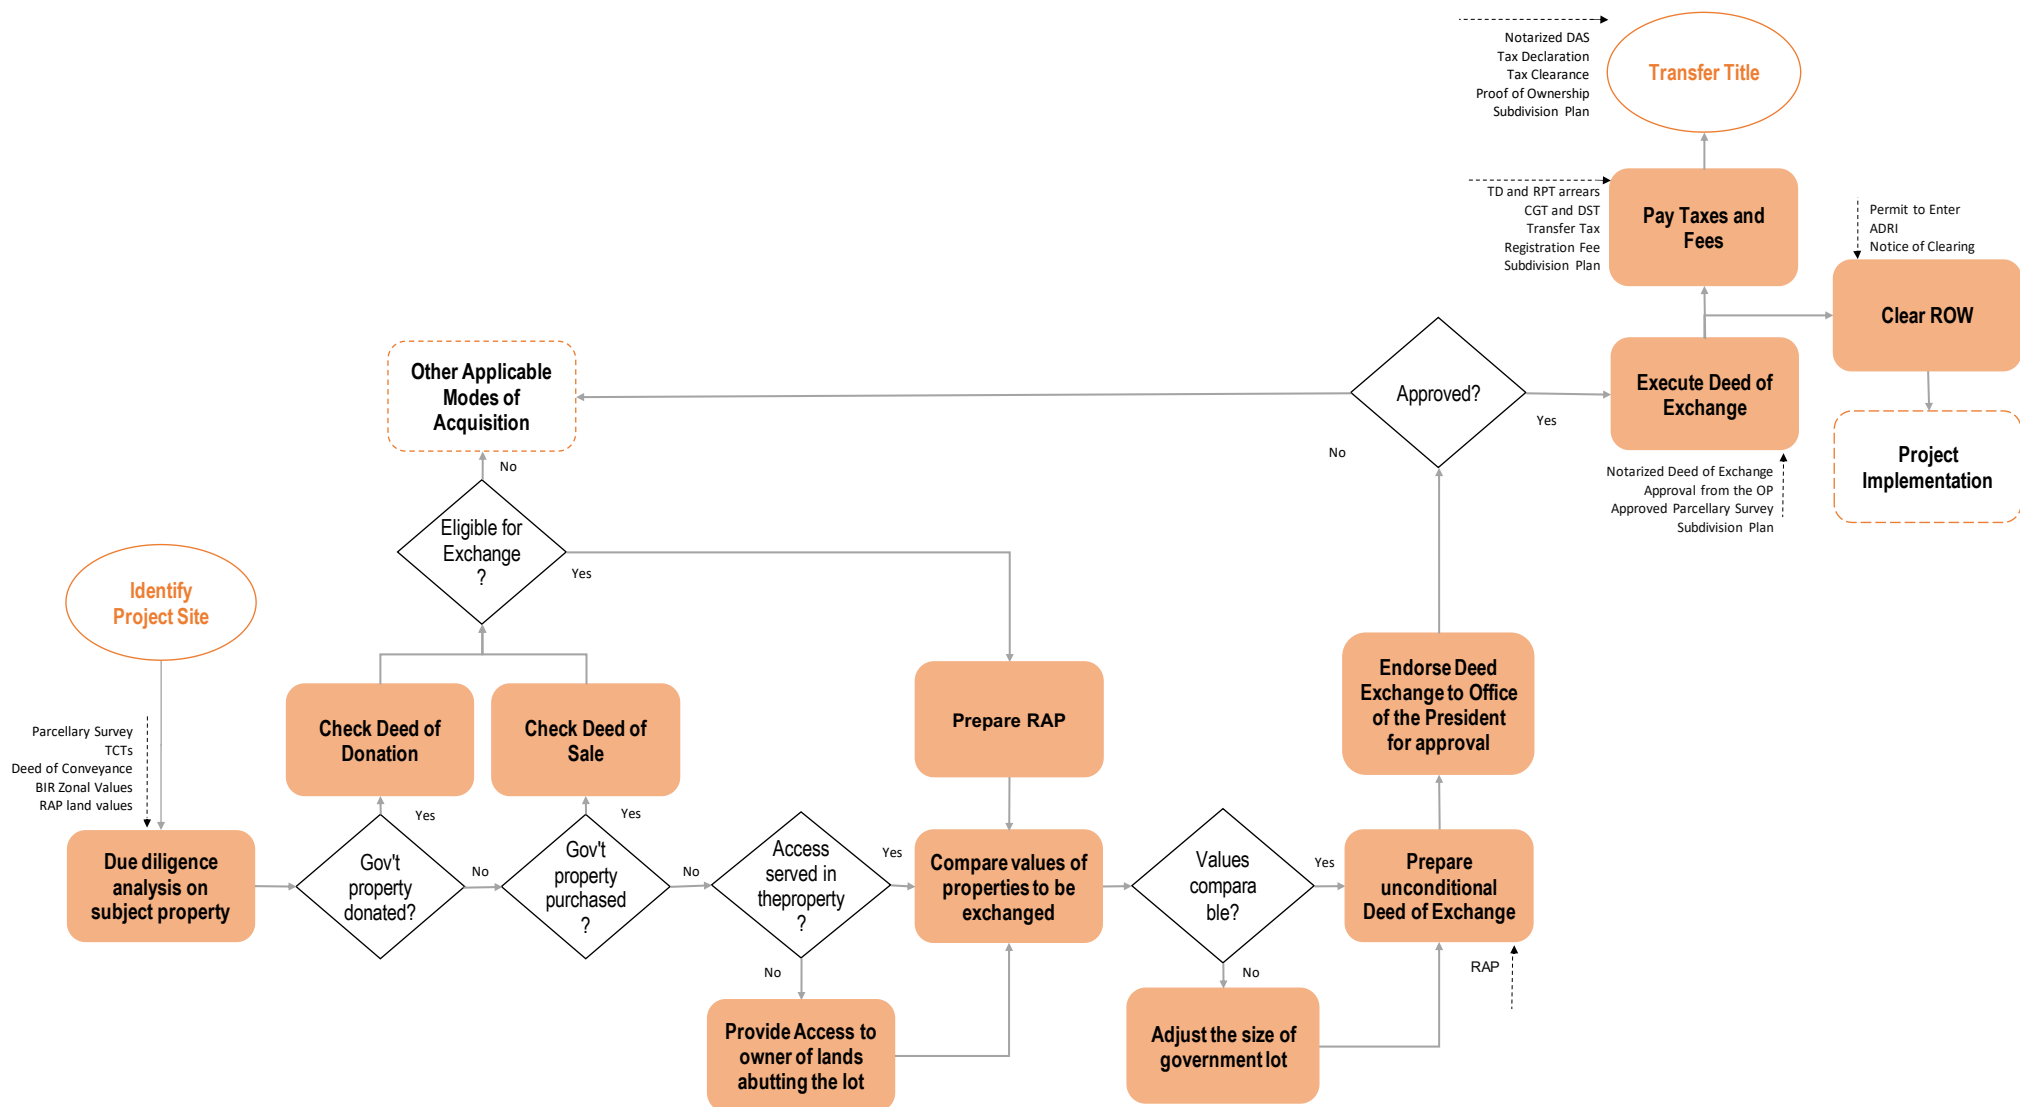 Notarized DAS
Tax Declaration
Tax Clearance
Proof of Ownership
Subdivision Plan
Transfer Title
TD and RPT arrears
CGT and DST
Transfer Tax
Registration Fee
Subdivision Plan
Pay Taxes and
Fees
Permit to Enter
ADRI
Notice of Clearing
Clear ROW
Other Applicable
Modes of
Acquisition
Approved?
Yes
No
Execute Deed of
Exchange
Notarized Deed of Exchange
Approval from the OP
Approved Parcellary Survey
Subdivision Plan
Project
Implementation
No
Eligible for
Exchange
?
Yes
Identify
Project Site
Parcellary Survey
TCTs
Deed of Conveyance
BIR Zonal Values
RAP land values
Check Deed of
Donation
Check Deed of
Sale
Prepare RAP
Endorse Deed
Exchange to Office
of the President
for approval
Yes
Yes
Due diligence
analysis on
subject property
Gov't
property
donated?
No
Gov't
property
purchased
?
No
Access
served in
theproperty
?
Yes
No
Compare values of
properties to be
exchanged
Values
compara
ble?
Yes
No
Prepare
unconditional
Deed of Exchange
RAP
Provide Access to
owner of lands
abutting the lot
Adjust the size of
government lot